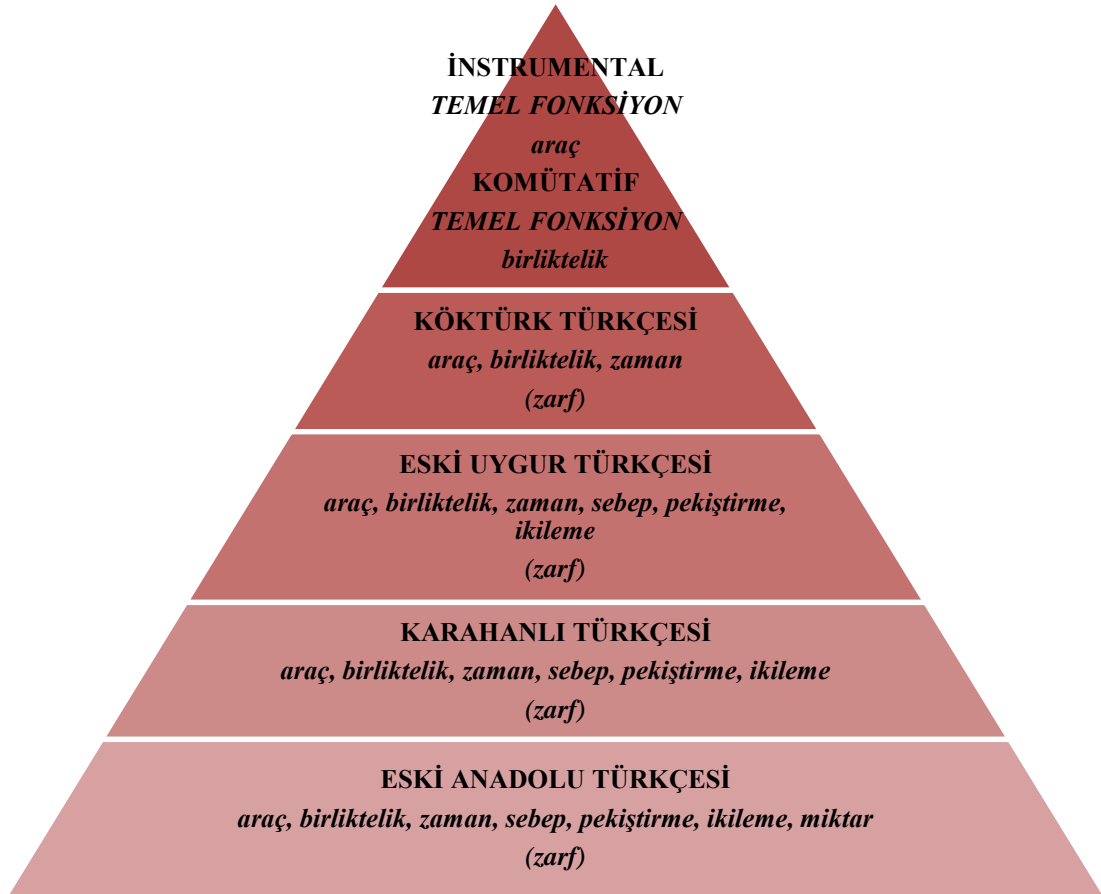 İNSTRUMENTAL
TEMEL FONKSİYON
araç
KOMÜTATİF
TEMEL FONKSİYON
birliktelik
KÖKTÜRK TÜRKÇESİ
araç, birliktelik, zaman
(zarf)
ESKİ UYGUR TÜRKÇESİ
araç, birliktelik, zaman, sebep, pekiştirme,
ikileme
(zarf)
KARAHANLI TÜRKÇESİ
araç, birliktelik, zaman, sebep, pekiştirme, ikileme
(zarf)
ESKİ ANADOLU TÜRKÇESİ
araç, birliktelik, zaman, sebep, pekiştirme, ikileme, miktar
(zarf)